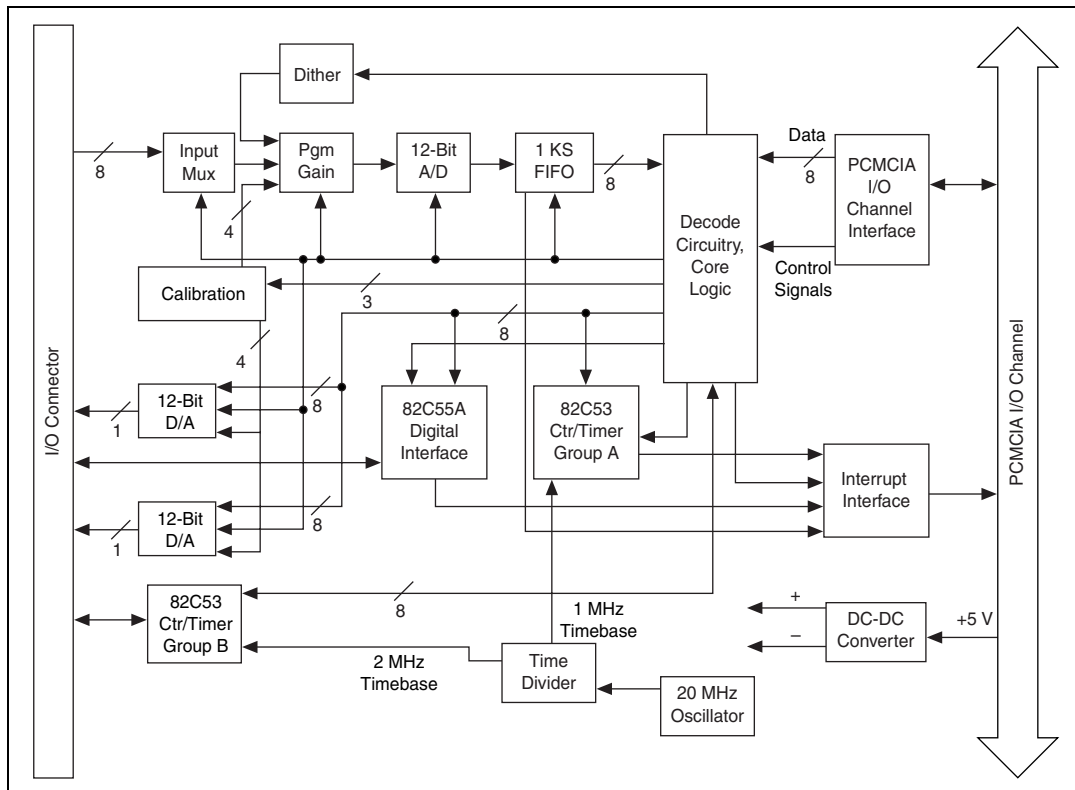 Dither
Input
Mux
Pgm
Gain
12-Bit
A/D
1 KS
FIFO
8
8
Data
8
PCMCIA
I/O
Channel
Interface
Decode
Circuitry,
Core
Logic
Control
Signals
4
Calibration
3
8
4
I/O Connector
PCMCIA I/O Channel
12-Bit
D/A
8
1
82C55A
Digital
Interface
82C53
Ctr/Timer
Group A
Interrupt
Interface
12-Bit
D/A
8
1
82C53
Ctr/Timer
Group B
8
1 MHz
Timebase
2 MHz
Timebase
Time
Divider
20 MHz
Oscillator
+
–
DC-DC
Converter
+5 V